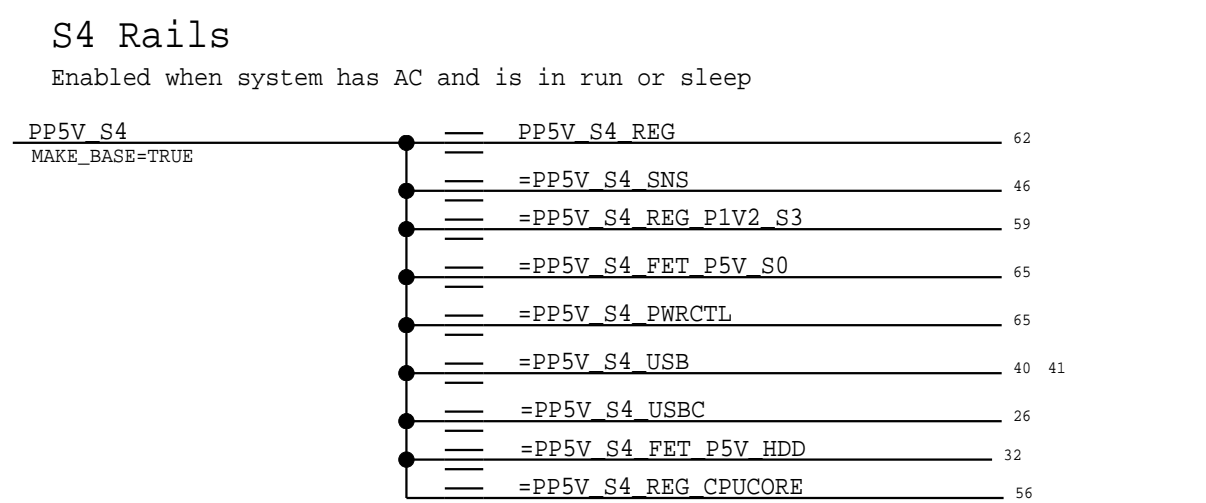 S4 Rails
Enabled when system has AC and is in run or sleep
PP5V_S4 PP5V_S4_REG 62
MAKE_BASE=TRUE
=PP5V_S4_SNS 46
=PP5V_S4_REG_P1V2_S3 59
=PP5V_S4_FET_P5V_S0 65
=PP5V_S4_PWRCTL 65
=PP5V_S4_USB 40 41
=PP5V_S4_USBC 26
=PP5V_S4_FET_P5V_HDD 32
=PP5V_S4_REG_CPUCORE 56